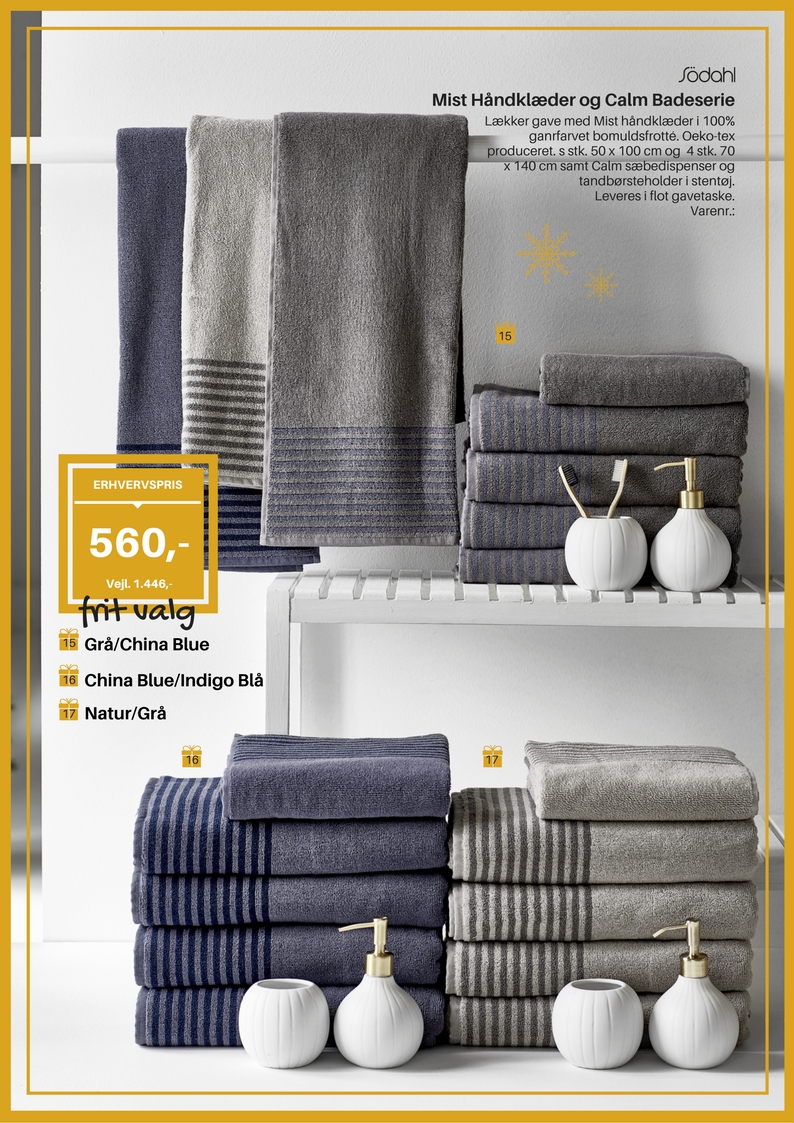 Södahl
Mist Håndklæder og Calm Badeserie
Lækker gave med Mist håndklæder i 100%
ganrfarvet bomuldsfrotté. Oeko-tex
produceret. s stk. 50 x 100 cm og 4 stk. 70
x 140 cm samt Calm sæbedispenser og
tandbørsteholder i stentøj.
Leveres i flot gavetaske.
Varenr.:
15
ERHVERVSPRIS
560,-
Vejl. 1.446,-
frit valg
15 Grå/China Blue
16 China Blue/Indigo Blå
17 Natur/Grå
16
17